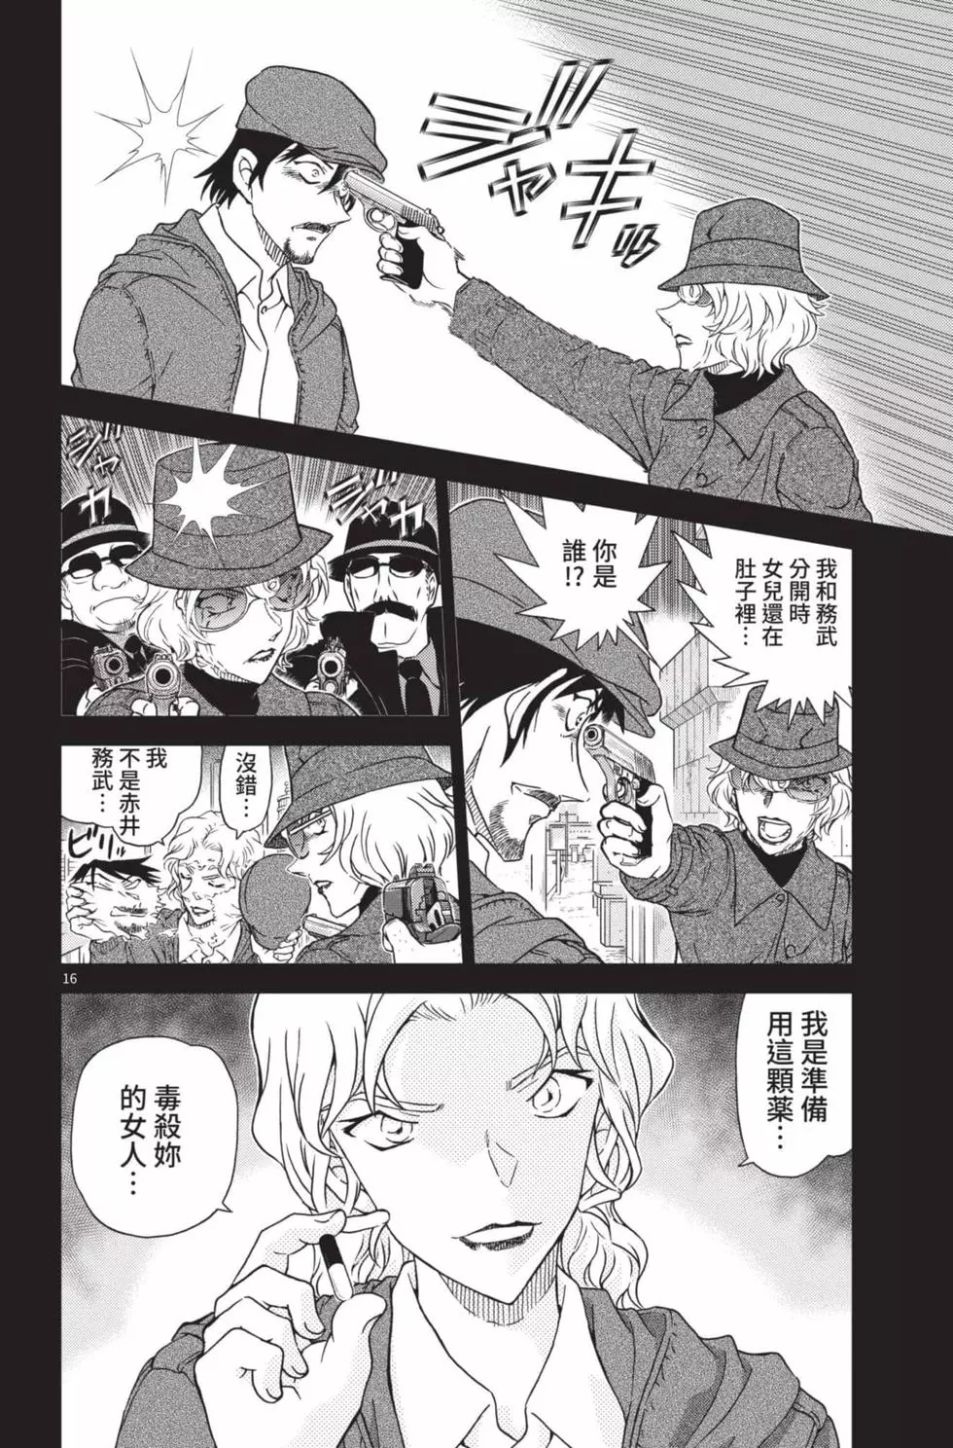 ジャキ
吸
我和務武
分開時
女兒還在
肚子裡…
你是
誰!?
ジャカ
ジャカ
沒錯…
我
不是赤井
務武…
ビリッ
16
我是準備
用這顆薬…
毒殺妳
的女人…